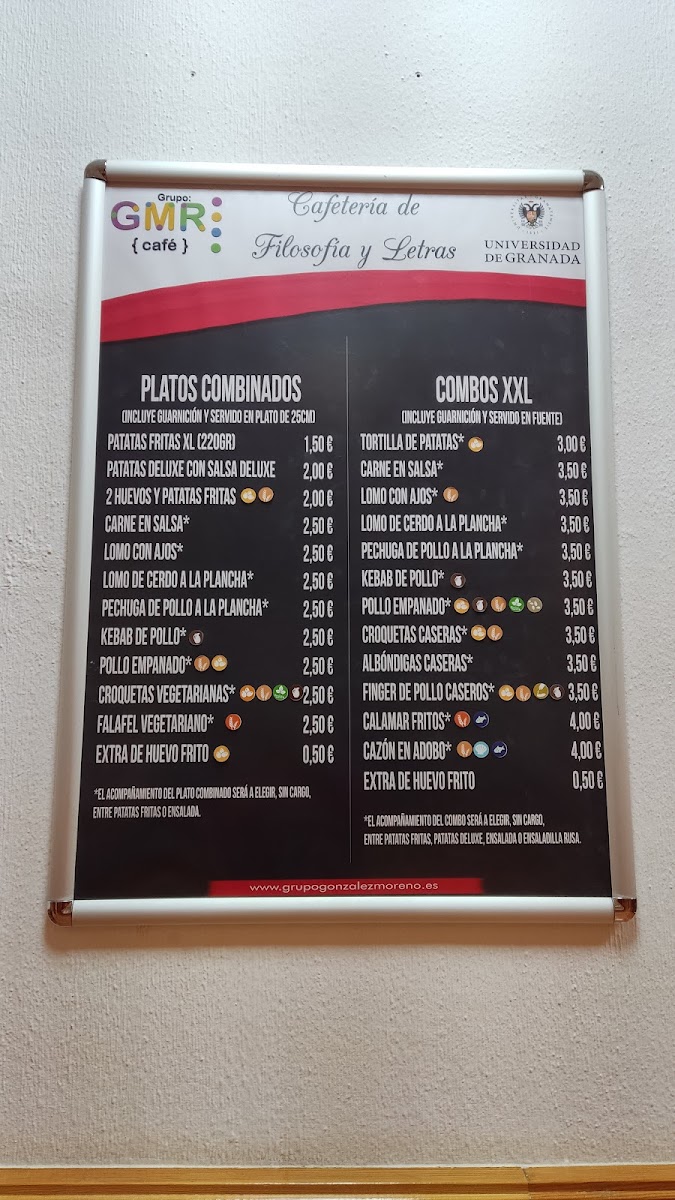 Grupo:
GMR
{ café }
Cafetería de
Filosofia y Letras
UNIVERSIDAD
DE GRANADA
PLATOS COMBINADOS
(INCLUYE GUARNICIÓN Y SERVIDO EN PLATO DE 25CM)
PATATAS FRITAS XL (220GR) 1,50 €
PATATAS DELUXE CON SALSA DELUXE 2,00 €
2 HUEVOS Y PATATAS FRITAS 2,00 €
CARNE EN SALSA* 2,50 €
LOMO CON AJOS* 2,50 €
LOMO DE CERDO A LA PLANCHA* 2,50 €
PECHUGA DE POLLO A LA PLANCHA* 2,50 €
KEBAB DE POLLO* 2,50 €
POLLO EMPANADO* 2,50 €
CROQUETAS VEGETARIANAS* 2,50 €
FALAFEL VEGETARIANO* 2,50 €
EXTRA DE HUEVO FRITO 0,50 €
*EL ACOMPAÑAMIENTO DEL PLATO COMBINADO SERÁ A ELEGIR, SIN CARGO,
ENTRE PATATAS FRITAS O ENSALADA.
COMBOS XXL
(INCLUYE GUARNICIÓN Y SERVIDO EN FUENTE)
TORTILLA DE PATATAS* 3,00 €
CARNE EN SALSA* 3,50 €
LOMO CON AJOS* 3,50 €
LOMO DE CERDO A LA PLANCHA* 3,50 €
PECHUGA DE POLLO A LA PLANCHA* 3,50 €
KEBAB DE POLLO* 3,50 €
POLLO EMPANADO* 3,50 €
CROQUETAS CASERAS* 3,50 €
ALBÓNDIGAS CASERAS* 3,50 €
FINGER DE POLLO CASEROS* 3,50 €
CALAMAR FRITOS* 4,00 €
CAZÓN EN ADOBO* 4,00 €
EXTRA DE HUEVO FRITO 0,50 €
*EL ACOMPAÑAMIENTO DEL COMBO SERÁ A ELEGIR, SIN CARGO,
ENTRE PATATAS FRITAS, PATATAS DELUXE, ENSALADA O ENSALADILLA RUSA.
www.grupogonzalezmoreno.es